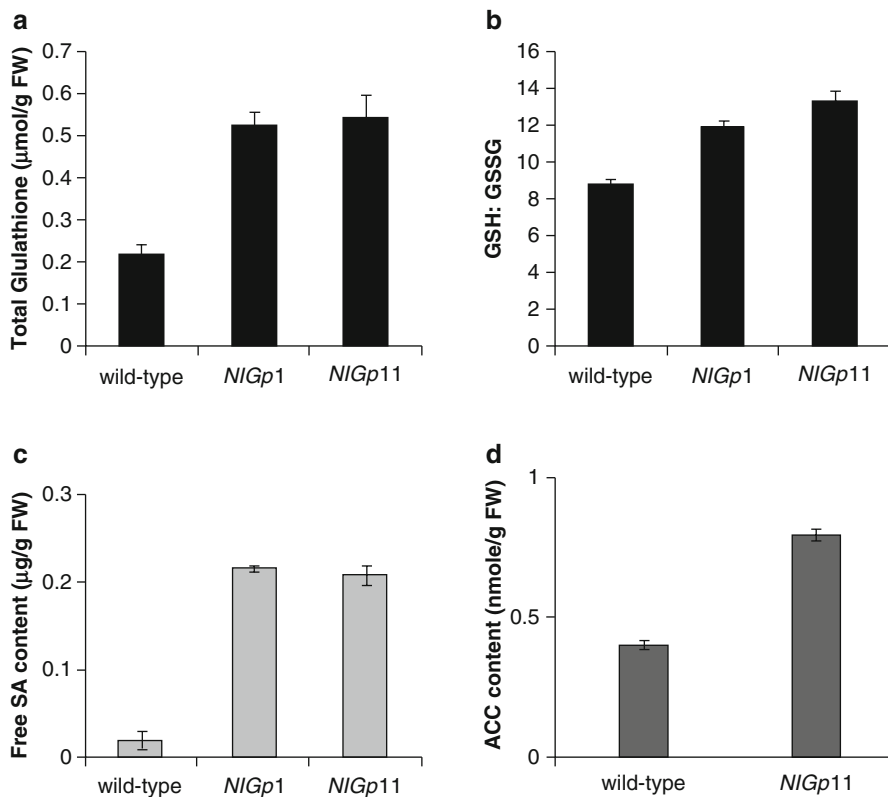 a
Total Glulathione (μmol/g FW)
0.7
0.6
0.5
0.4
0.3
0.2
0.1
0
wild-type NIGp1 NIGp11
b
GSH: GSSG
16
14
12
10
8
6
4
2
0
wild-type NIGp1 NIGp11
c
Free SA content (μg/g FW)
0.3
0.2
0.1
0
wild-type NIGp1 NIGp11
d
ACC content (nmole/g FW)
1
0.5
0
wild-type NIGp11